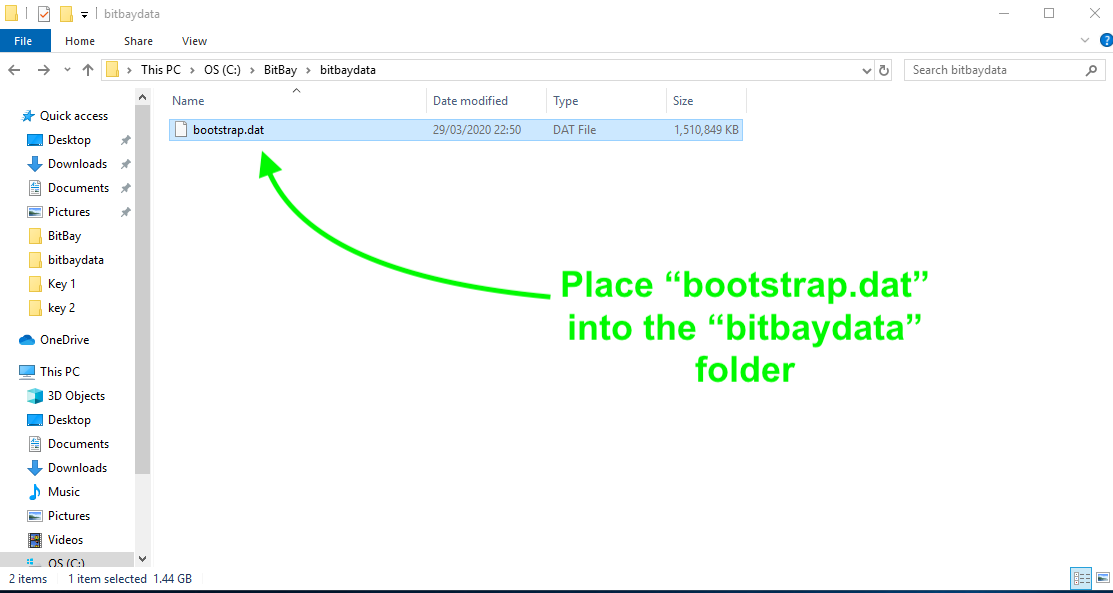 bitbaydata
File Home Share View
This PC OS (C:) BitBay bitbaydata
Search bitbaydata
Name Date modified Type Size
bootstrap.dat 29/03/2020 22:50 DAT File 1,510,849 KB
Quick access
Desktop
Downloads
Documents
Pictures
BitBay
bitbaydata
Key 1
key 2
OneDrive
This PC
3D Objects
Desktop
Documents
Downloads
Music
Pictures
Videos
OS (C:)
Place “bootstrap.dat”
into the “bitbaydata”
folder
2 items 1 item selected 1.44 GB